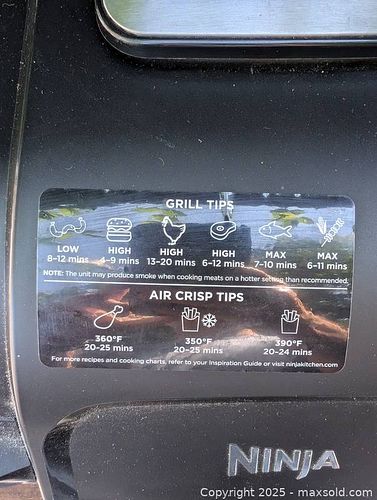 GRILL TIPS
LOW HIGH HIGH HIGH MAX MAX
8-12 mins 4-9 mins 13-20 mins 6-12 mins 7-10 mins 6-11 mins
NOTE: The unit may produce smoke when cooking meats on a hotter setting than recommended.
AIR CRISP TIPS
360°F 350°F 390°F
20-25 mins 20-25 mins 20-24 mins
For more recipes and cooking charts, refer to your Inspiration Guide or visit ninjakitchen.com
NINJA
Copyright 2025 - maxsold.com